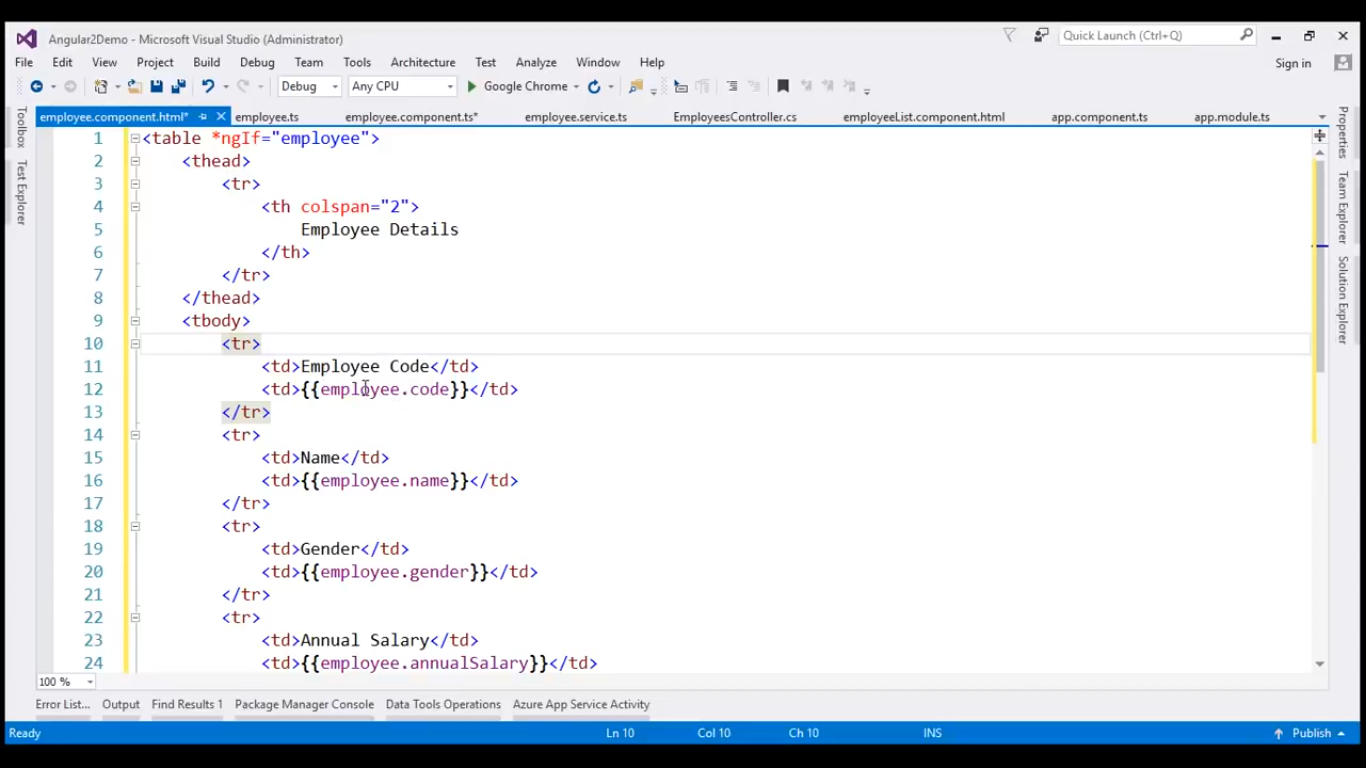 Angular2Demo - Microsoft Visual Studio (Administrator)
Quick Launch (Ctrl+Q)
File Edit View Project Build Debug Team Tools Architecture Test Analyze Window Help
Sign in
Debug Any CPU Google Chrome
employee.component.html* employee.ts employee.component.ts* employee.service.ts EmployeesController.cs employeeList.component.html app.component.ts app.module.ts
Toolbox
Test Explorer
1 <table *ngIf="employee">
2 <thead>
3 <tr>
4 <th colspan="2">
5 Employee Details
6 </th>
7 </tr>
8 </thead>
9 <tbody>
10 <tr>
11 <td>Employee Code</td>
12 <td>{{employee.code}}</td>
13 </tr>
14 <tr>
15 <td>Name</td>
16 <td>{{employee.name}}</td>
17 </tr>
18 <tr>
19 <td>Gender</td>
20 <td>{{employee.gender}}</td>
21 </tr>
22 <tr>
23 <td>Annual Salary</td>
24 <td>{{employee.annualSalary}}</td>
Properties
Team Explorer
Solution Explorer
100 %
Error List... Output Find Results 1 Package Manager Console Data Tools Operations Azure App Service Activity
Ready Ln 10 Col 10 Ch 10 INS Publish